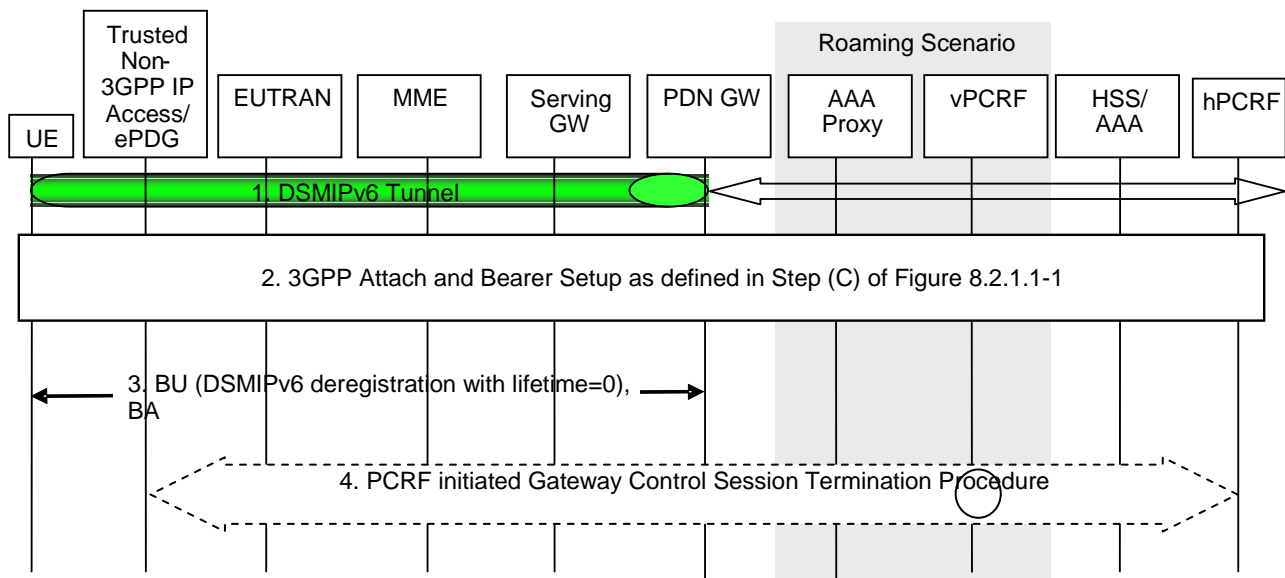 Trusted
Non-
3GPP IP
Access/
ePDG
Roaming Scenario
UE
EUTRAN
MME
Serving
GW
PDN GW
AAA
Proxy
vPCRF
HSS/
AAA
hPCRF
1. DSMIPv6 Tunnel
2. 3GPP Attach and Bearer Setup as defined in Step (C) of Figure 8.2.1.1-1
3. BU (DSMIPv6 deregistration with lifetime=0),
BA
4. PCRF initiated Gateway Control Session Termination Procedure